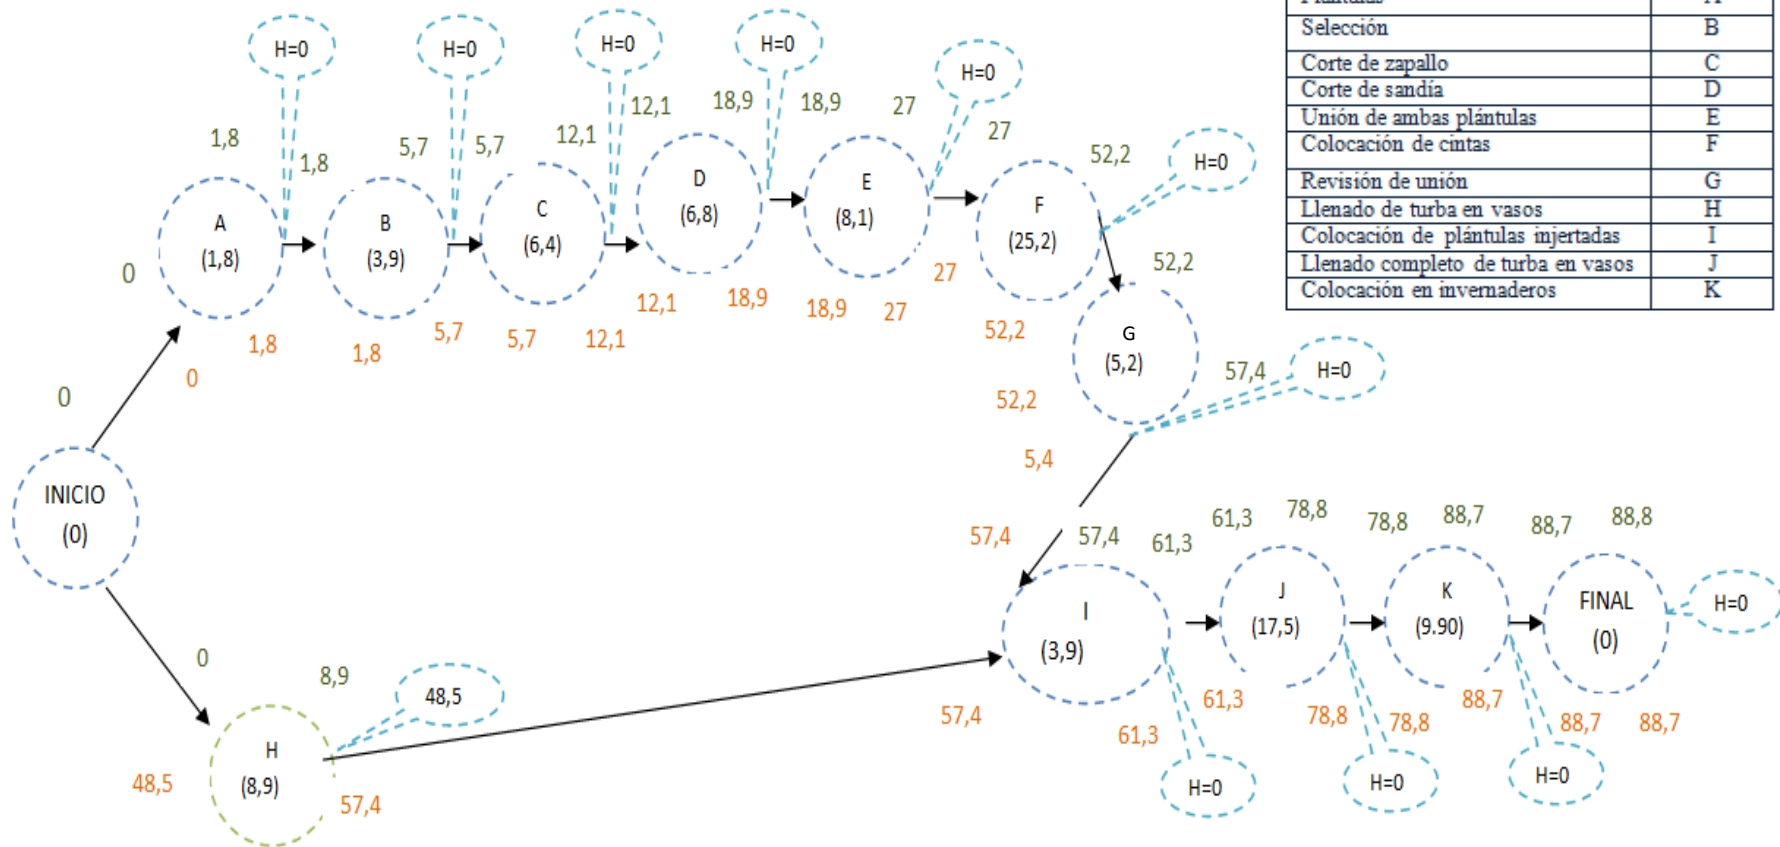 H=0
H=0
H=0
H=0
H=0
H=0
H=0
1,8
1,8
5,7
5,7
12,1
12,1
18,9
18,9
27
27
52,2
52,2
57,4
0
0
A
(1,8)
B
(3,9)
C
(6,4)
D
(6,8)
E
(8,1)
F
(25,2)
G
(5,2)
0
1,8
1,8
5,7
5,7
12,1
12,1
18,9
18,9
27
27
52,2
52,2
5,4
57,4
INICIO
(0)
0
8,9
48,5
H
(8,9)
48,5
57,4
57,4
57,4
61,3
61,3
78,8
78,8
88,7
88,7
88,8
I
(3,9)
J
(17,5)
K
(9.90)
FINAL
(0)
H=0
61,3
61,3
78,8
78,8
88,7
88,7
88,7
H=0
H=0
H=0
Selección B
Corte de zapallo C
Corte de sandía D
Unión de ambas plántulas E
Colocación de cintas F
Revisión de unión G
Llenado de turba en vasos H
Colocación de plántulas injertadas I
Llenado completo de turba en vasos J
Colocación en invernaderos K